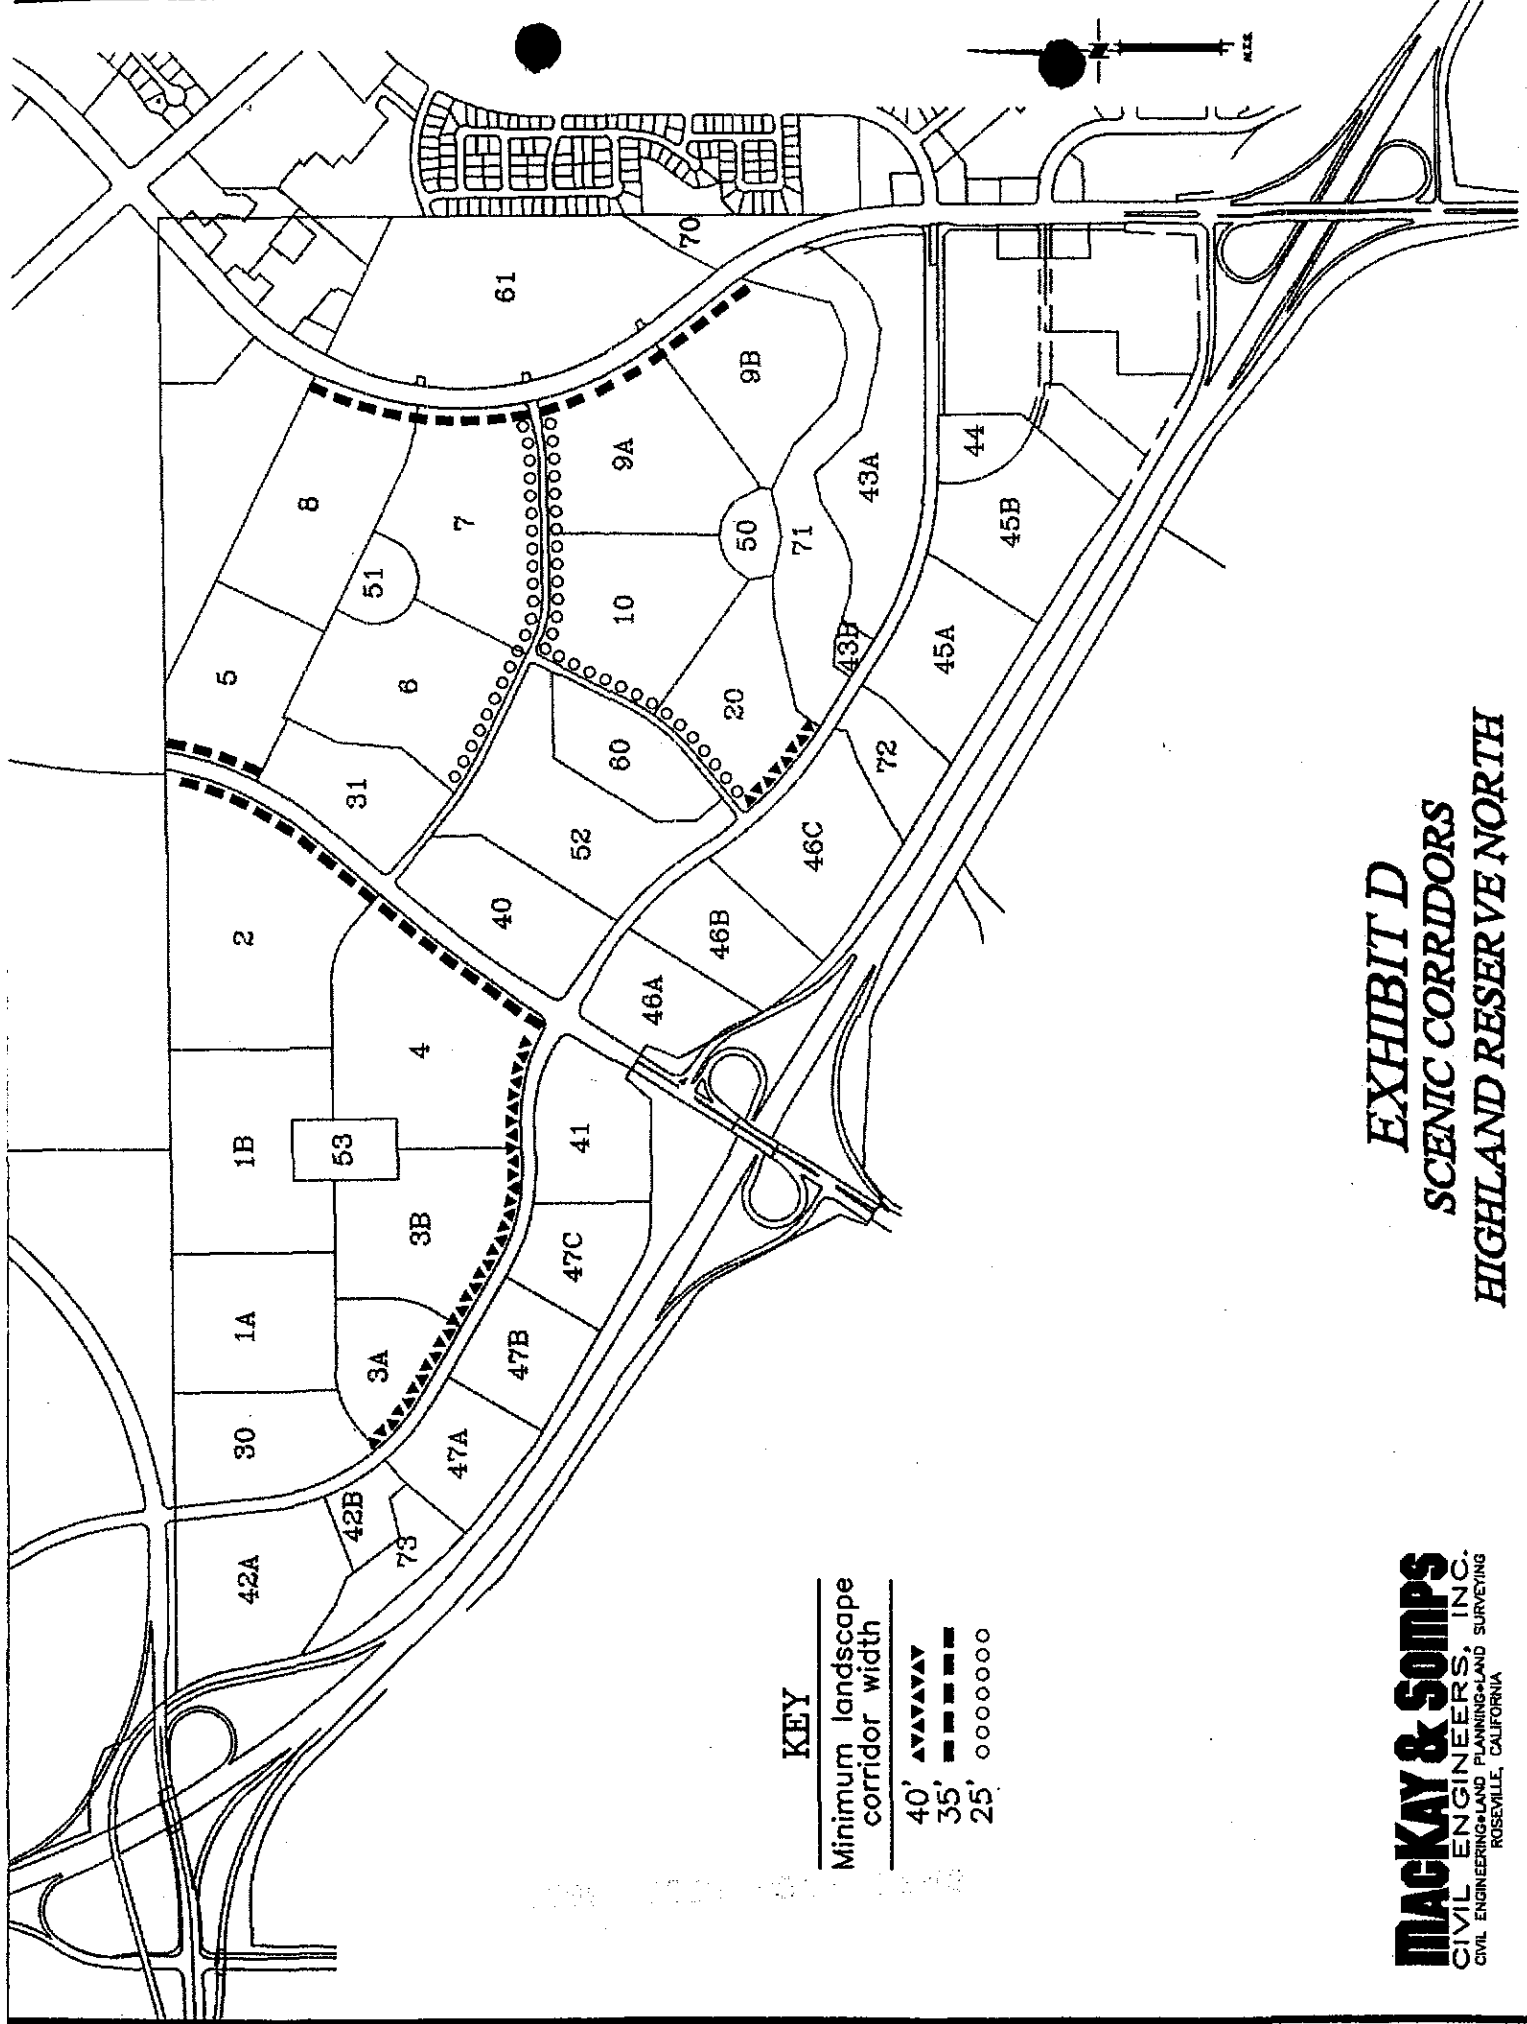 N.T.S.
61
70
8
7
9A
9B
5
51
6
10
50
71
43A
44
45B
43B
45A
20
60
31
72
52
46C
2
40
46B
46A
4
53
1B
41
3B
47C
1A
3A
47B
30
47A
42B
73
42A
KEY
Minimum landscape
corridor width
40'
35'
25'
EXHIBIT D
SCENIC CORRIDORS
HIGHLAND RESERVE NORTH
MACKAY & SOMPS
CIVIL ENGINEERS, INC.
CIVIL ENGINEERING•LAND PLANNING•LAND SURVEYING
ROSEVILLE, CALIFORNIA